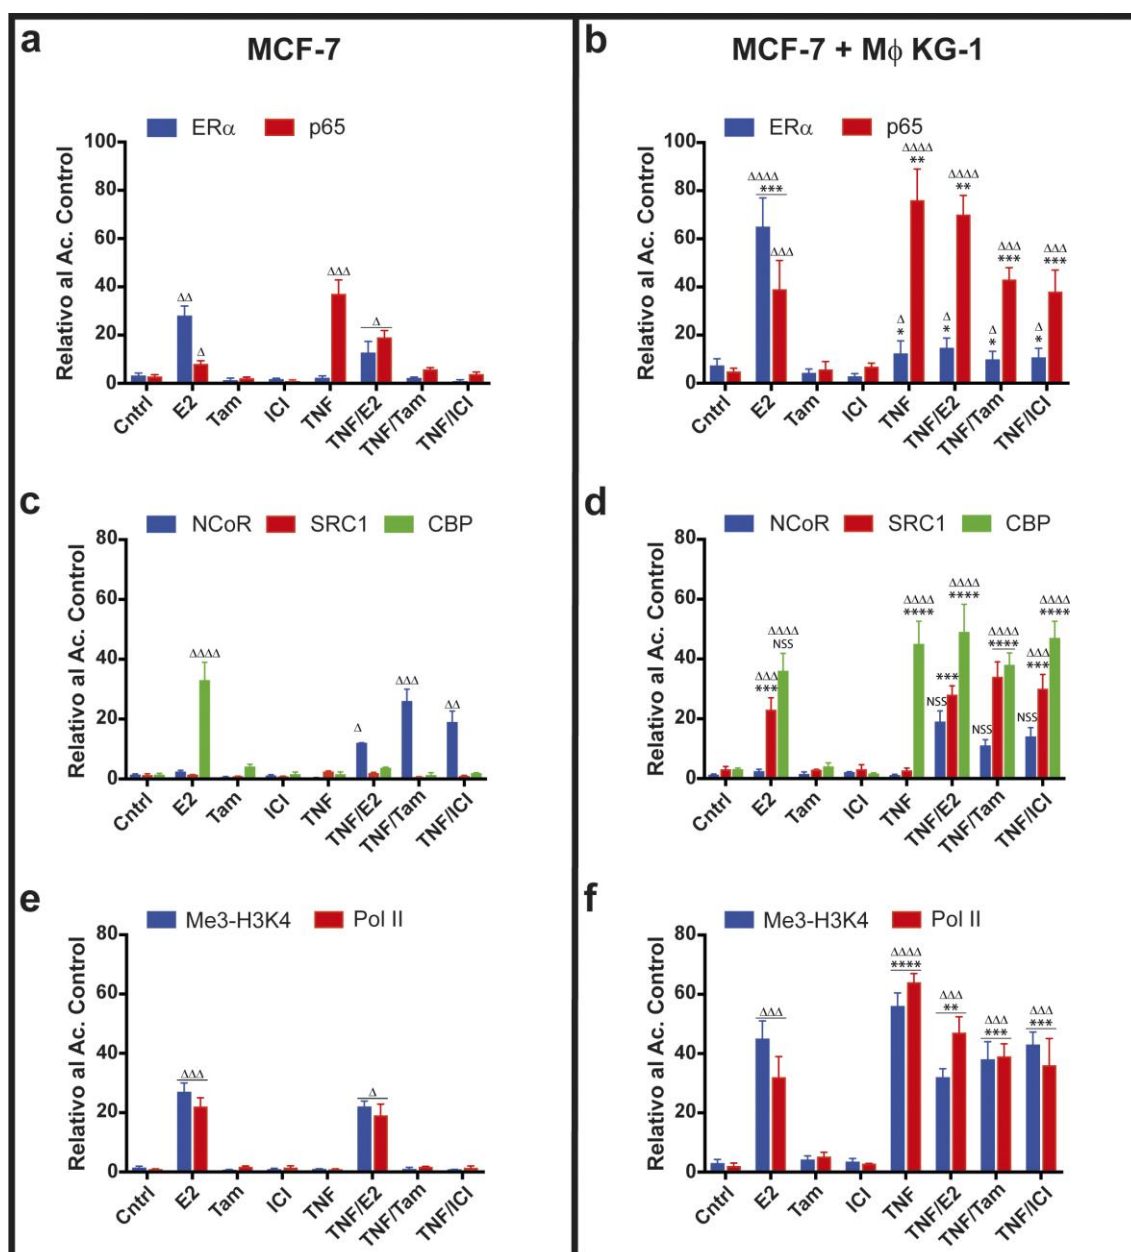 a
MCF-7
ERα p65
Relativo al Ac. Control
100
80
60
40
20
0
ΔΔ
Δ
ΔΔΔ
Δ
Cntrl E2 Tam ICI TNF TNF/E2 TNF/Tam TNF/ICI
b
MCF-7 + Mϕ KG-1
ERα p65
Relativo al Ac. Control
100
80
60
40
20
0
ΔΔΔΔ
***
ΔΔΔ
Δ
*
ΔΔΔΔ
**
Δ
*
ΔΔΔΔ
**
Δ
*
ΔΔΔ
***
Δ
*
ΔΔΔ
***
Cntrl E2 Tam ICI TNF TNF/E2 TNF/Tam TNF/ICI
c
NCoR SRC1 CBP
Relativo al Ac. Control
80
60
40
20
0
ΔΔΔΔ
Δ
ΔΔΔ
ΔΔ
Cntrl E2 Tam ICI TNF TNF/E2 TNF/Tam TNF/ICI
d
NCoR SRC1 CBP
Relativo al Ac. Control
80
60
40
20
0
ΔΔΔ
***
ΔΔΔΔ
NSS
ΔΔΔΔ
****
NSS
***
ΔΔΔΔ
****
NSS
ΔΔΔΔ
****
NSS
ΔΔΔ
***
ΔΔΔΔ
****
Cntrl E2 Tam ICI TNF TNF/E2 TNF/Tam TNF/ICI
e
Me3-H3K4 Pol II
Relativo al Ac. Control
80
60
40
20
0
ΔΔΔ
Δ
Cntrl E2 Tam ICI TNF TNF/E2 TNF/Tam TNF/ICI
f
Me3-H3K4 Pol II
Relativo al Ac. Control
80
60
40
20
0
ΔΔΔ
ΔΔΔΔ
****
ΔΔΔ
**
ΔΔΔ
***
ΔΔΔ
***
Cntrl E2 Tam ICI TNF TNF/E2 TNF/Tam TNF/ICI